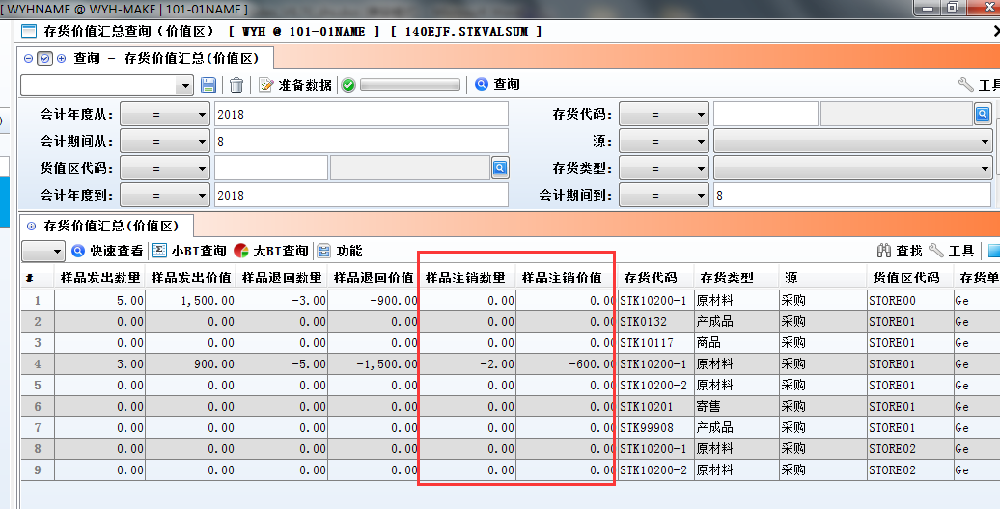 [ WYHNAME @ WYH-MAKE | 101-01NAME ]
存货价值汇总查询(价值区) [ WYH @ 101-01NAME ] [ 140EJF.STKVALSUM ]
查询 - 存货价值汇总(价值区)
准备数据 查询 工具
会计年度从: = 2018 存货代码: =
会计期间从: = 8 源: =
货值区代码: = 存货类型: =
会计年度到: = 2018 会计期间到: = 8
存货价值汇总(价值区)
快速查看 小BI查询 大BI查询 功能 查找 工具
# 样品发出数量 样品发出价值 样品退回数量 样品退回价值 样品注销数量 样品注销价值 存货代码 存货类型 源 货值区代码 存货单
1 5.00 1,500.00 -3.00 -900.00 0.00 0.00 STK10200-1 原材料 采购 STORE00 Ge
2 0.00 0.00 0.00 0.00 0.00 0.00 STK0132 产成品 采购 STORE01 Ge
3 0.00 0.00 0.00 0.00 0.00 0.00 STK10117 商品 采购 STORE01 Ge
4 3.00 900.00 -5.00 -1,500.00 -2.00 -600.00 STK10200-1 原材料 采购 STORE01 Ge
5 0.00 0.00 0.00 0.00 0.00 0.00 STK10200-2 原材料 采购 STORE01 Ge
6 0.00 0.00 0.00 0.00 0.00 0.00 STK10201 寄售 采购 STORE01 Ge
7 0.00 0.00 0.00 0.00 0.00 0.00 STK99908 产成品 采购 STORE01 Ge
8 0.00 0.00 0.00 0.00 0.00 0.00 STK10200-1 原材料 采购 STORE02 Ge
9 0.00 0.00 0.00 0.00 0.00 0.00 STK10200-2 原材料 采购 STORE02 Ge